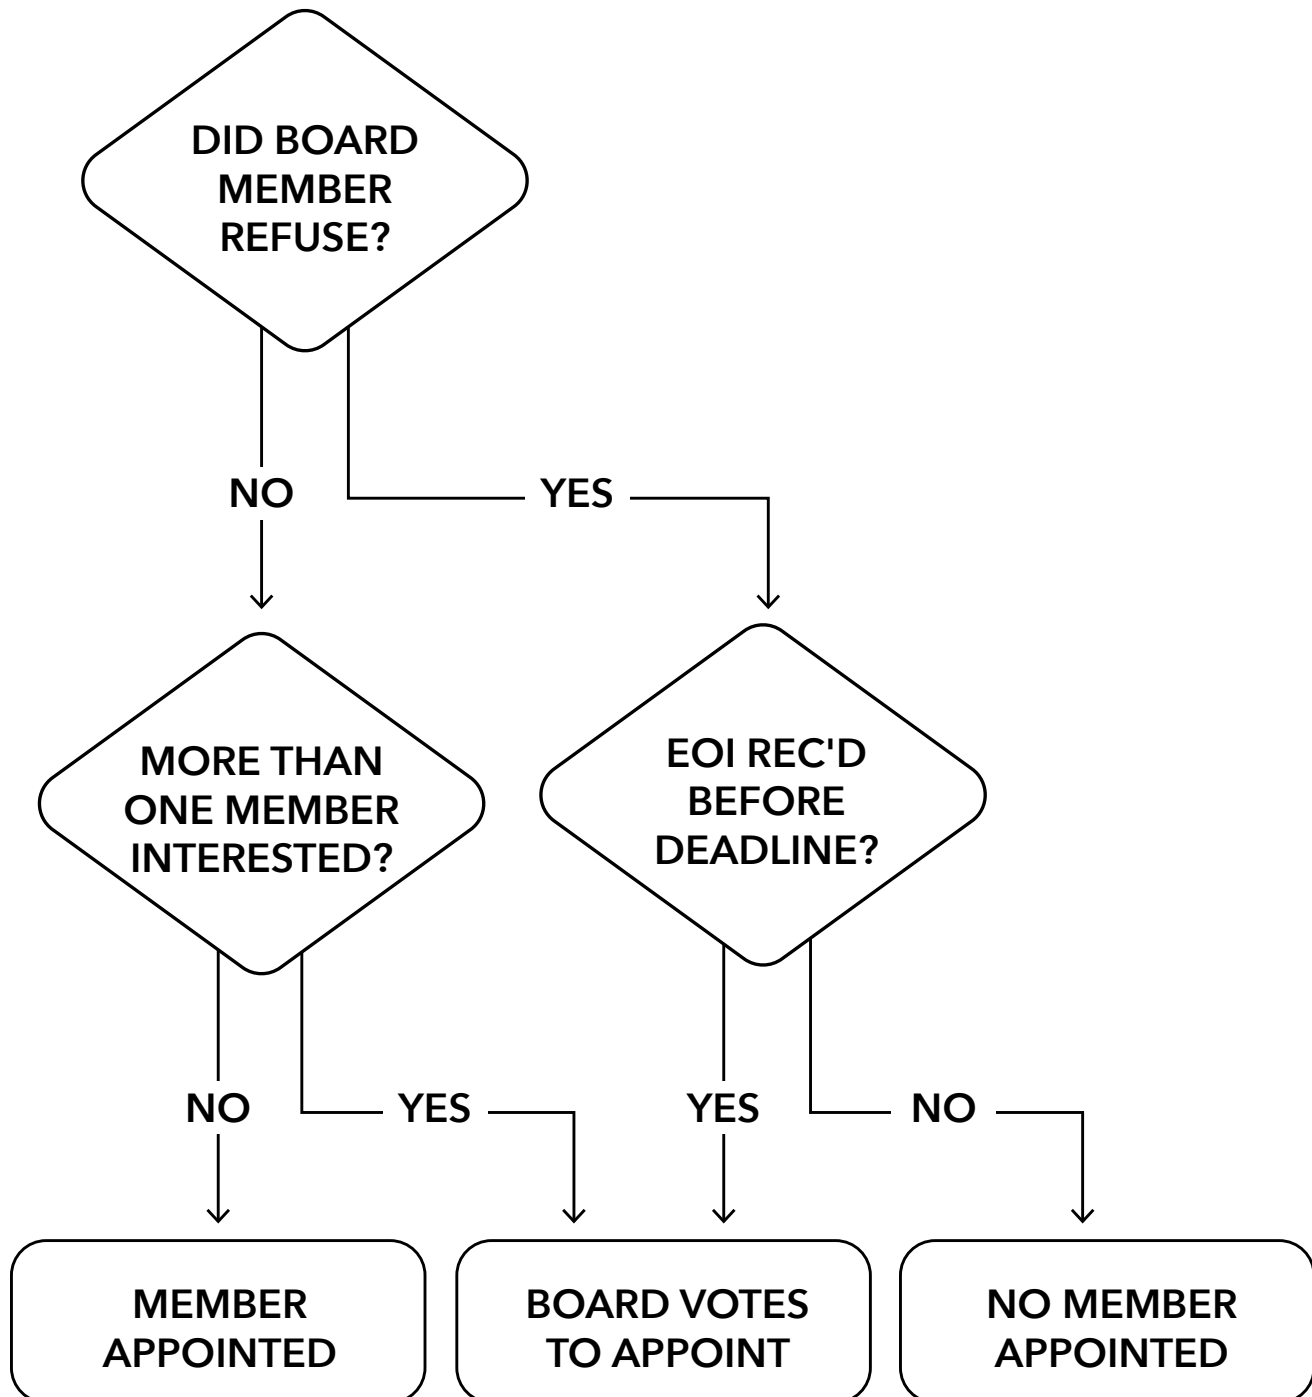 DID BOARD
MEMBER
REFUSE?
NO
YES
MORE THAN
ONE MEMBER
INTERESTED?
EOI REC'D
BEFORE
DEADLINE?
NO
YES
YES
NO
MEMBER
APPOINTED
BOARD VOTES
TO APPOINT
NO MEMBER
APPOINTED